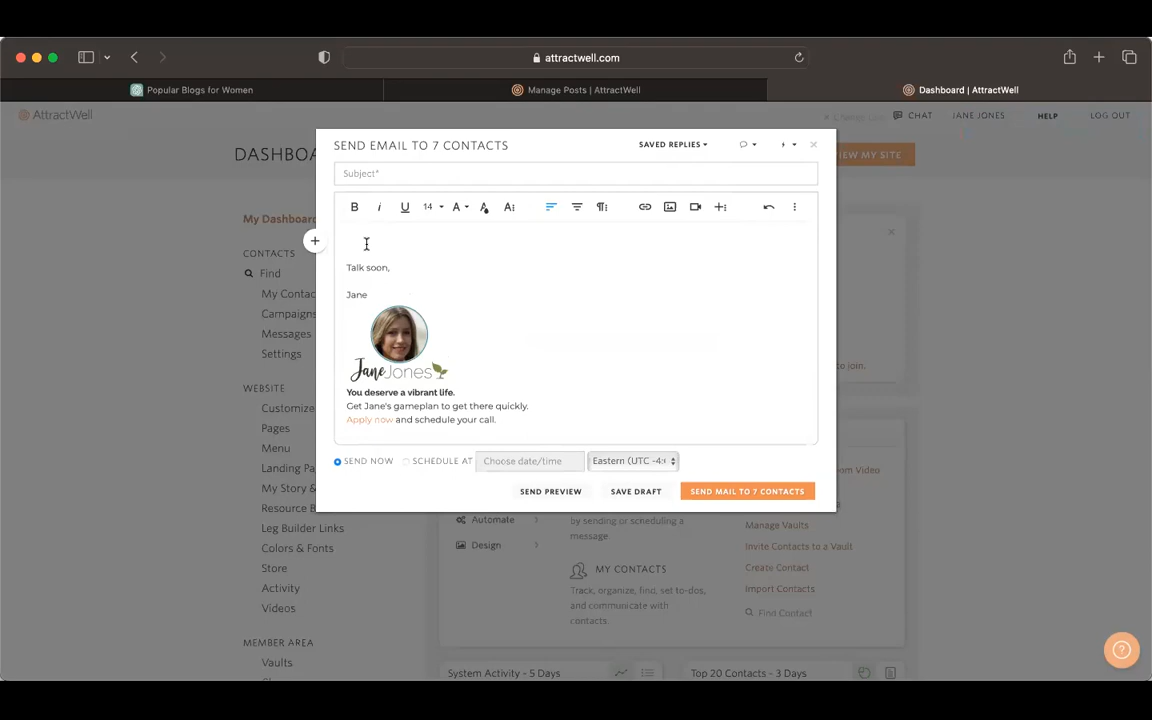 attractwell.com
Popular Blogs for Women
Manage Posts | AttractWell
Dashboard | AttractWell
AttractWell
CHAT
JANE JONES
HELP
LOG OUT
DASHBOA
SEND EMAIL TO 7 CONTACTS
SAVED REPLIES
EW MY SITE
Subject*
My Dashboard
B i U 14 A
CONTACTS
Find
Talk soon,
My Contac
Jane
Campaigns
Messages
Settings
JaneJones
to join.
WEBSITE
You deserve a vibrant life.
Customize
Get Jane's gameplan to get there quickly.
Pages
Apply now and schedule your call.
Menu
SEND NOW
SCHEDULE AT
Choose date/time
Eastern (UTC -4:
Landing Pa
om Video
My Story &
SEND PREVIEW
SAVE DRAFT
SEND MAIL TO 7 CONTACTS
Resource B
Leg Builder Links
Automate
by sending or scheduling a
message.
Manage Vaults
Colors & Fonts
Design
Invite Contacts to a Vault
Store
MY CONTACTS
Create Contact
Activity
Track, organize, find, set to-dos,
and communicate with
contacts.
Import Contacts
Videos
Find Contact
MEMBER AREA
Vaults
System Activity - 5 Days
Top 20 Contacts - 3 Days
?